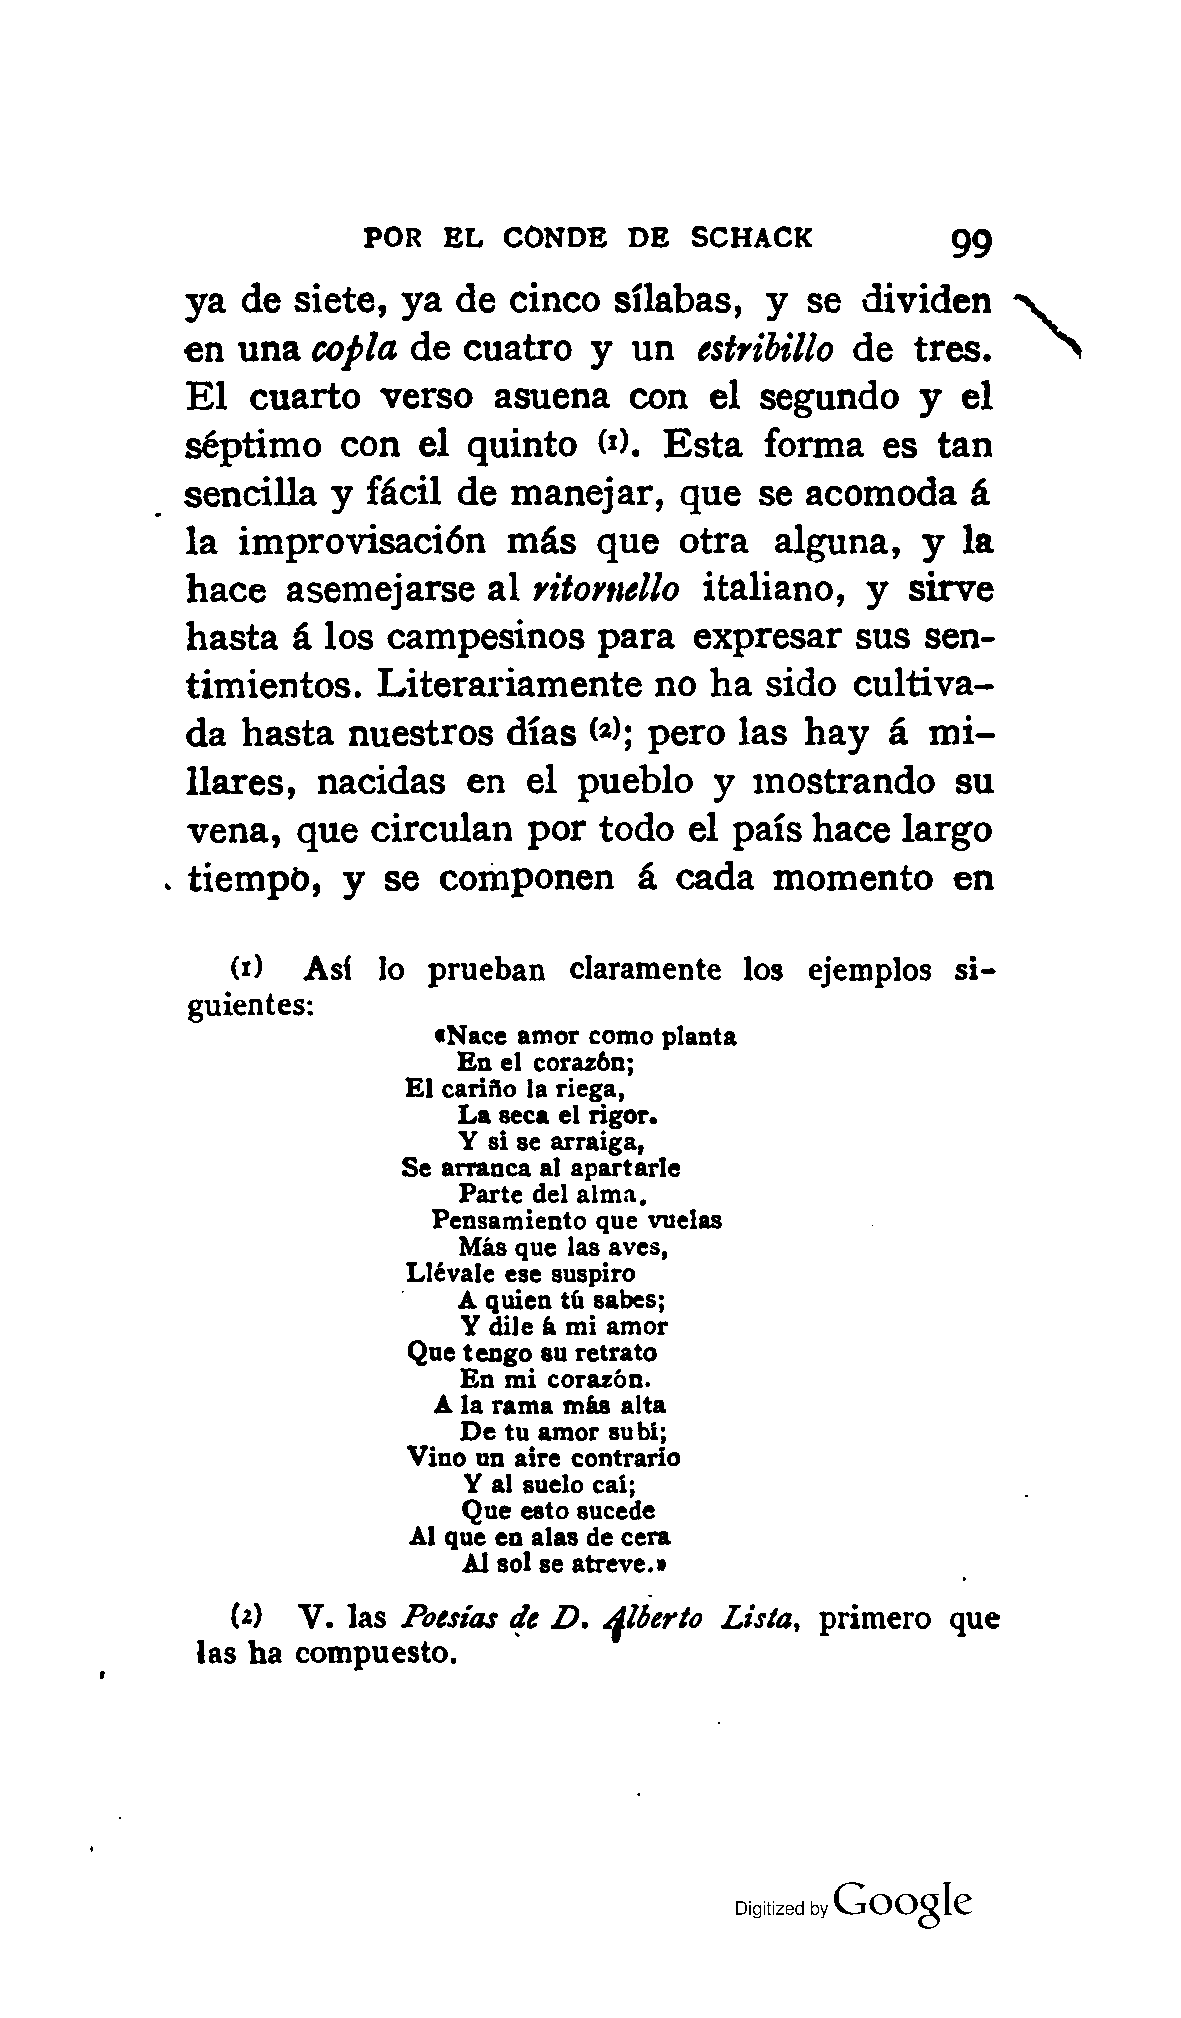 POR EL CONDE DE SCHACK 99
ya de siete, ya de cinco sílabas, y se dividen
en una copla de cuatro y un estribillo de tres.
El cuarto verso asuena con el segundo y el
séptimo con el quinto (1). Esta forma es tan
sencilla y fácil de manejar, que se acomoda á
la improvisación más que otra alguna, y la
hace asemejarse al ritornello italiano, y sirve
hasta á los campesinos para expresar sus sen-
timientos. Literariamente no ha sido cultiva-
da hasta nuestros días (2); pero las hay á mi-
llares, nacidas en el pueblo y mostrando su
vena, que circulan por todo el país hace largo
tiempo, y se componen á cada momento en
(1) Así lo prueban claramente los ejemplos si-
guientes:
«Nace amor como planta
En el corazón;
El cariño la riega,
La seca el rigor.
Y si se arraiga,
Se arranca al apartarle
Parte del alma.
Pensamiento que vuelas
Más que las aves,
Llévale ese suspiro
A quien tú sabes;
Y dile á mi amor
Que tengo su retrato
En mi corazón.
A la rama más alta
De tu amor subí;
Vino un aire contrario
Y al suelo caí;
Que esto sucede
Al que en alas de cera
Al sol se atreve.»
(2) V. las Poesías de D. Alberto Lista, primero que
las ha compuesto.
Digitized by Google